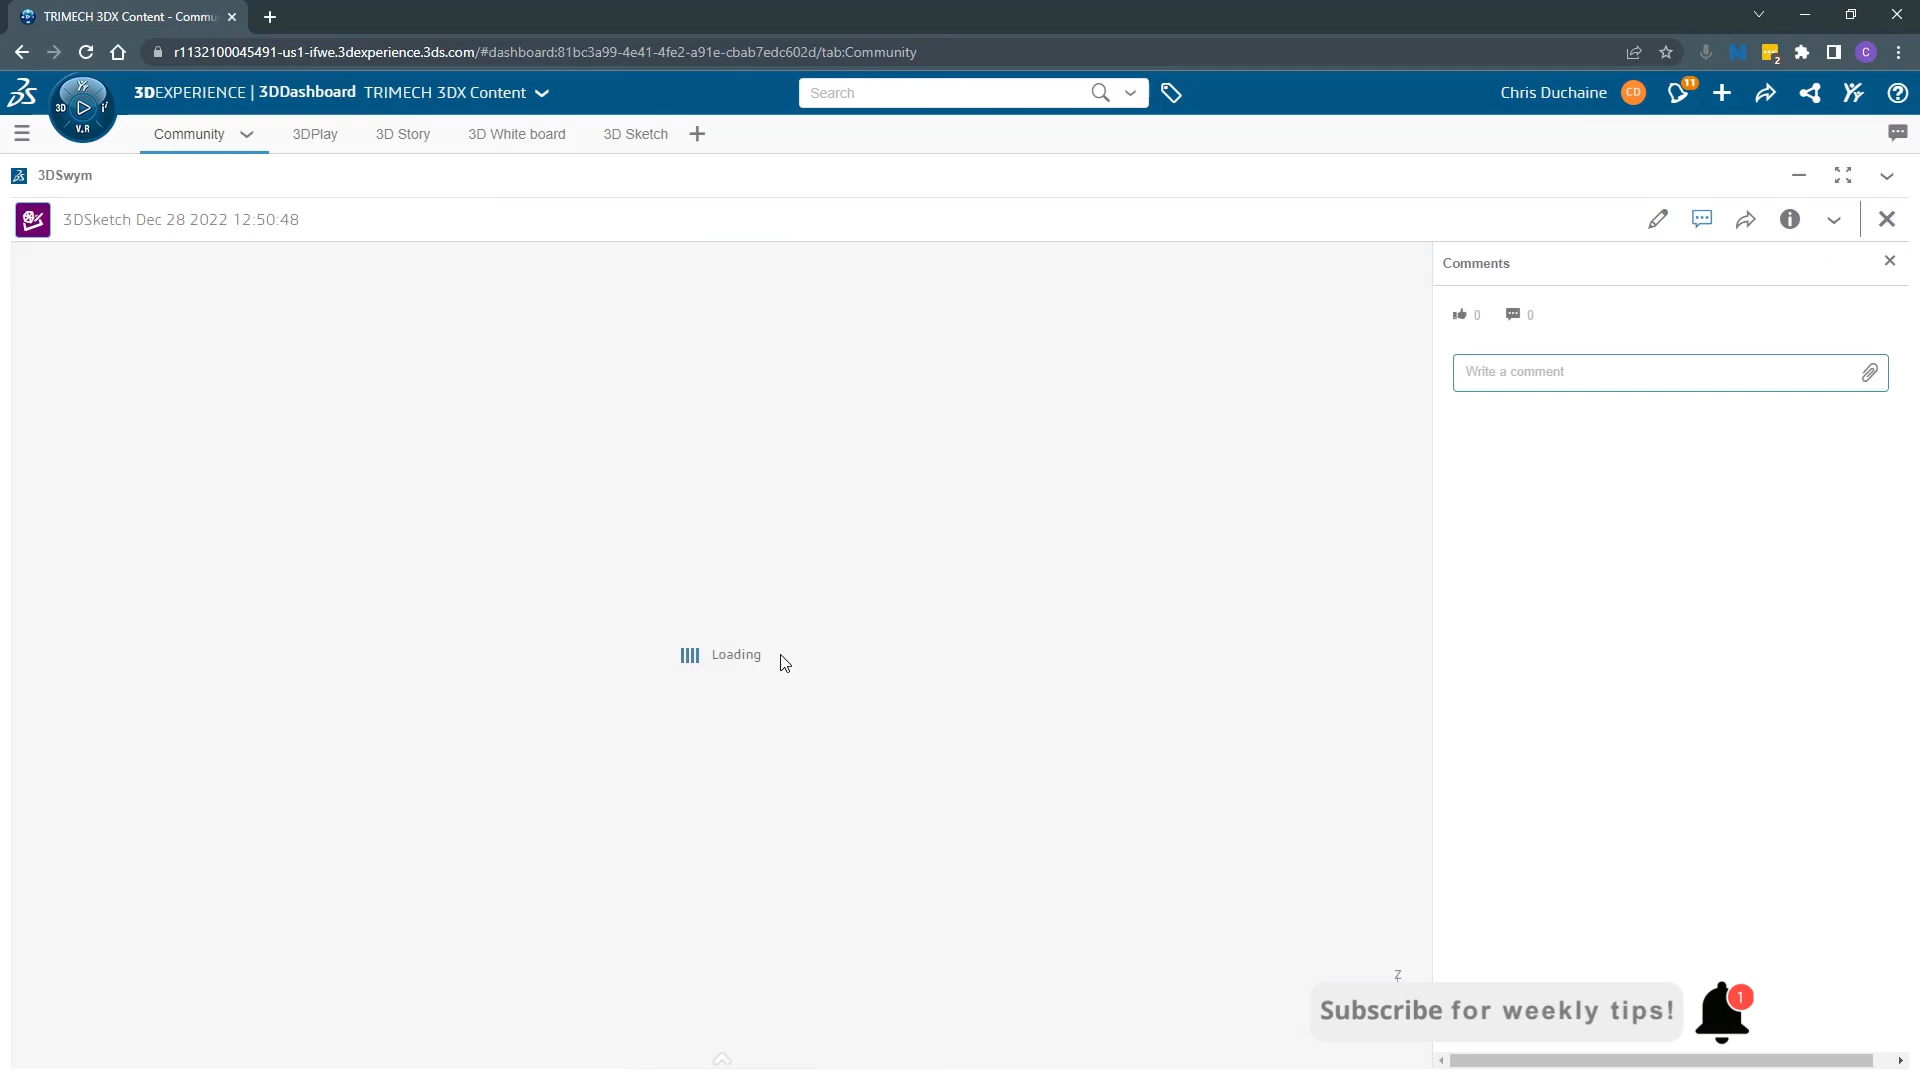 TRIMECH 3DX Content - Commu
r1132100045491-us1-ifwe.3dexperience.3ds.com/#dashboard:81bc3a99-4e41-4fe2-a91e-cbab7edc602d/tab:Community
2
C
3D
V.R
3DEXPERIENCE | 3DDashboard TRIMECH 3DX Content
Search
Chris Duchaine
CD
11
Community
3DPlay
3D Story
3D White board
3D Sketch
3DSwym
3DSketch Dec 28 2022 12:50:48
Comments
0
0
Write a comment
Loading
Z
Subscribe for weekly tips!
1